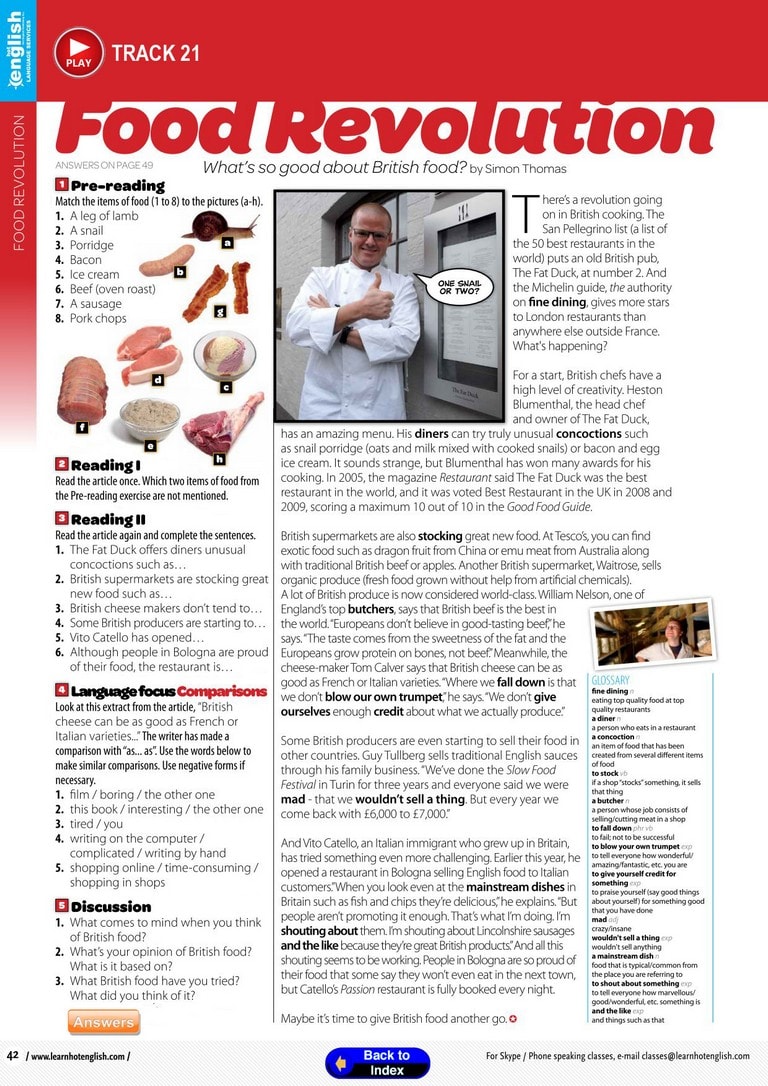 english
LANGUAGE SERVICES
FOOD REVOLUTION
PLAY
TRACK 21
Food Revolution
ANSWERS ON PAGE 49
What's so good about British food? by Simon Thomas
1 Pre-reading
Match the items of food (1 to 8) to the pictures (a-h).
1. A leg of lamb
2. A snail
3. Porridge
4. Bacon
5. Ice cream
6. Beef (oven roast)
7. A sausage
8. Pork chops
a
b
g
d
c
f
e
h
2 Reading I
Read the article once. Which two items of food from
the Pre-reading exercise are not mentioned.
3 Reading II
Read the article again and complete the sentences.
1. The Fat Duck offers diners unusual
concoctions such as…
2. British supermarkets are stocking great
new food such as…
3. British cheese makers don't tend to…
4. Some British producers are starting to…
5. Vito Catello has opened…
6. Although people in Bologna are proud
of their food, the restaurant is…
4 Language focus Comparisons
Look at this extract from the article, "British
cheese can be as good as French or
Italian varieties..." The writer has made a
comparison with "as... as". Use the words below to
make similar comparisons. Use negative forms if
necessary.
1. film / boring / the other one
2. this book / interesting / the other one
3. tired / you
4. writing on the computer /
complicated / writing by hand
5. shopping online / time-consuming /
shopping in shops
5 Discussion
1. What comes to mind when you think
of British food?
2. What's your opinion of British food?
What is it based on?
3. What British food have you tried?
What did you think of it?
Answers
ONE SNAIL
OR TWO?
The Fat Duck
There's a revolution going
on in British cooking. The
San Pellegrino list (a list of
the 50 best restaurants in the
world) puts an old British pub,
The Fat Duck, at number 2. And
the Michelin guide, the authority
on fine dining, gives more stars
to London restaurants than
anywhere else outside France.
What's happening?
For a start, British chefs have a
high level of creativity. Heston
Blumenthal, the head chef
and owner of The Fat Duck,
has an amazing menu. His diners can try truly unusual concoctions such
as snail porridge (oats and milk mixed with cooked snails) or bacon and egg
ice cream. It sounds strange, but Blumenthal has won many awards for his
cooking. In 2005, the magazine Restaurant said The Fat Duck was the best
restaurant in the world, and it was voted Best Restaurant in the UK in 2008 and
2009, scoring a maximum 10 out of 10 in the Good Food Guide.
British supermarkets are also stocking great new food. At Tesco's, you can find
exotic food such as dragon fruit from China or emu meat from Australia along
with traditional British beef or apples. Another British supermarket, Waitrose, sells
organic produce (fresh food grown without help from artificial chemicals).
A lot of British produce is now considered world-class. William Nelson, one of
England's top butchers, says that British beef is the best in
the world. "Europeans don't believe in good-tasting beef," he
says. "The taste comes from the sweetness of the fat and the
Europeans grow protein on bones, not beef." Meanwhile, the
cheese-maker Tom Calver says that British cheese can be as
good as French or Italian varieties. "Where we fall down is that
we don't blow our own trumpet," he says. "We don't give
ourselves enough credit about what we actually produce."
Some British producers are even starting to sell their food in
other countries. Guy Tullberg sells traditional English sauces
through his family business. "We've done the Slow Food
Festival in Turin for three years and everyone said we were
mad - that we wouldn't sell a thing. But every year we
come back with £6,000 to £7,000."
And Vito Catello, an Italian immigrant who grew up in Britain,
has tried something even more challenging. Earlier this year, he
opened a restaurant in Bologna selling English food to Italian
customers. "When you look even at the mainstream dishes in
Britain such as fish and chips they're delicious," he explains. "But
people aren't promoting it enough. That's what I'm doing. I'm
shouting about them. I'm shouting about Lincolnshire sausages
and the like because they're great British products." And all this
shouting seems to be working. People in Bologna are so proud of
their food that some say they won't even eat in the next town,
but Catello's Passion restaurant is fully booked every night.
Maybe it's time to give British food another go.
GLOSSARY
fine dining n
eating top quality food at top
quality restaurants
a diner n
a person who eats in a restaurant
a concoction n
an item of food that has been
created from several different items
of food
to stock vb
if a shop "stocks" something, it sells
that thing
a butcher n
a person whose job consists of
selling/cutting meat in a shop
to fall down phr vb
to fail; not to be successful
to blow your own trumpet exp
to tell everyone how wonderful/
amazing/fantastic, etc. you are
to give yourself credit for
something exp
to praise yourself (say good things
about yourself) for something good
that you have done
mad adj
crazy/insane
wouldn't sell a thing exp
wouldn't sell anything
a mainstream dish n
food that is typical/common from
the place you are referring to
to shout about something exp
to tell everyone how marvellous/
good/wonderful, etc. something is
and the like exp
and things such as that
42 / www.learnhotenglish.com /
Back to
Index
For Skype / Phone speaking classes, e-mail classes@learnhotenglish.com